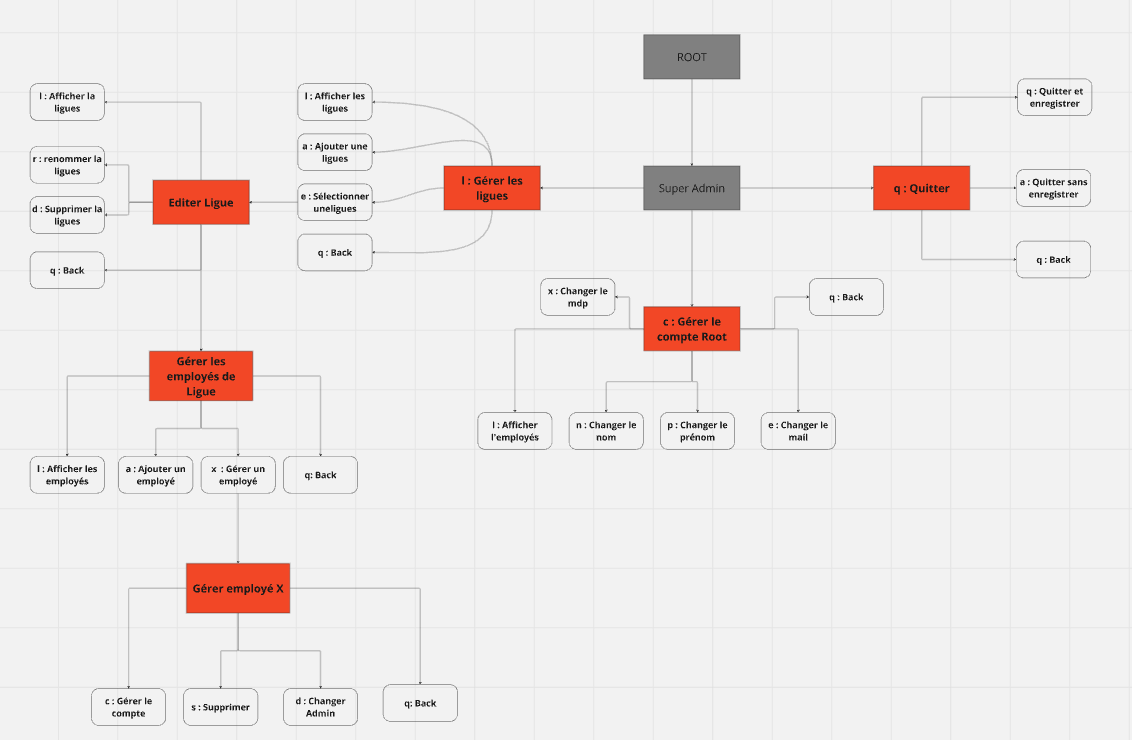 ROOT
l : Afficher la
ligues
l : Afficher les
ligues
q : Quitter et
enregistrer
a : Ajouter une
ligues
r : renommer la
ligues
l : Gérer les
ligues
Super Admin
q : Quitter
a : Quitter sans
enregistrer
Editer Ligue
e : Sélectionner
uneligues
d : Supprimer la
ligues
q : Back
q : Back
q : Back
x : Changer le
mdp
q : Back
c : Gérer le
compte Root
Gérer les
employés de
Ligue
l : Afficher
l'employés
n : Changer le
nom
p : Changer le
prénom
e : Changer le
mail
l : Afficher les
employés
a : Ajouter un
employé
x : Gérer un
employé
q: Back
Gérer employé X
c : Gérer le
compte
s : Supprimer
d : Changer
Admin
q: Back